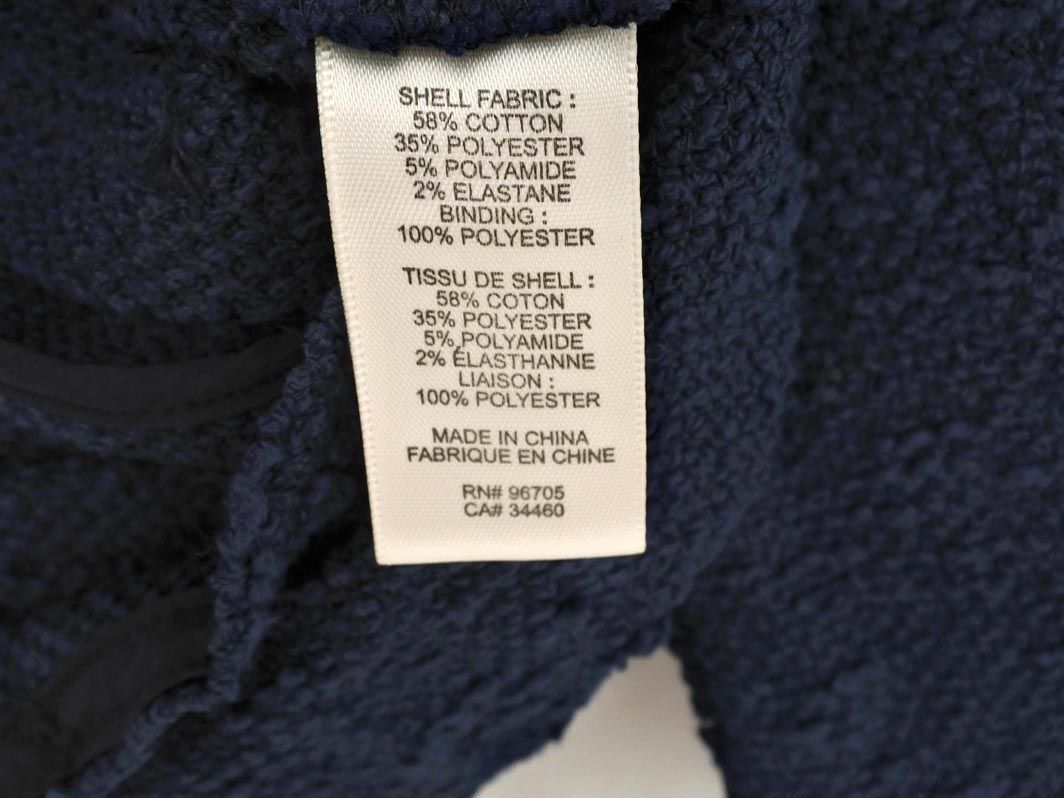 SHELL FABRIC :
58% COTTON
35% POLYESTER
5% POLYAMIDE
2% ELASTANE
BINDING :
100% POLYESTER
TISSU DE SHELL :
58% COTON
35% POLYESTER
5% POLYAMIDE
2% ÉLASTHANNE
LIAISON :
100% POLYESTER
MADE IN CHINA
FABRIQUE EN CHINE
RN# 96705
CA# 34460